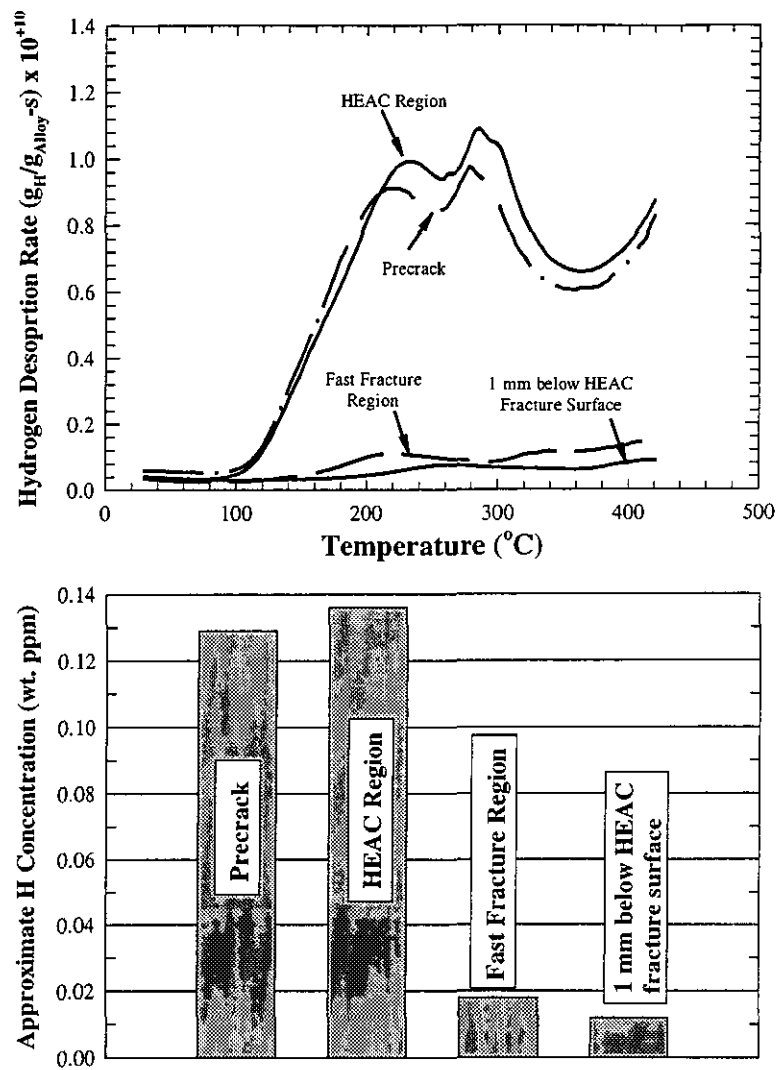 Hydrogen Desoprtion Rate (gH/gAlloy-s) x 10+10
1.4
1.2
1.0
0.8
0.6
0.4
0.2
0.0
HEAC Region
Precrack
Fast Fracture
Region
1 mm below HEAC
Fracture Surface
0
100
200
300
400
500
Temperature (°C)
Approximate H Concentration (wt. ppm)
0.14
0.12
0.10
0.08
0.06
0.04
0.02
0.00
Precrack
HEAC Region
Fast Fracture Region
1 mm below HEAC
fracture surface